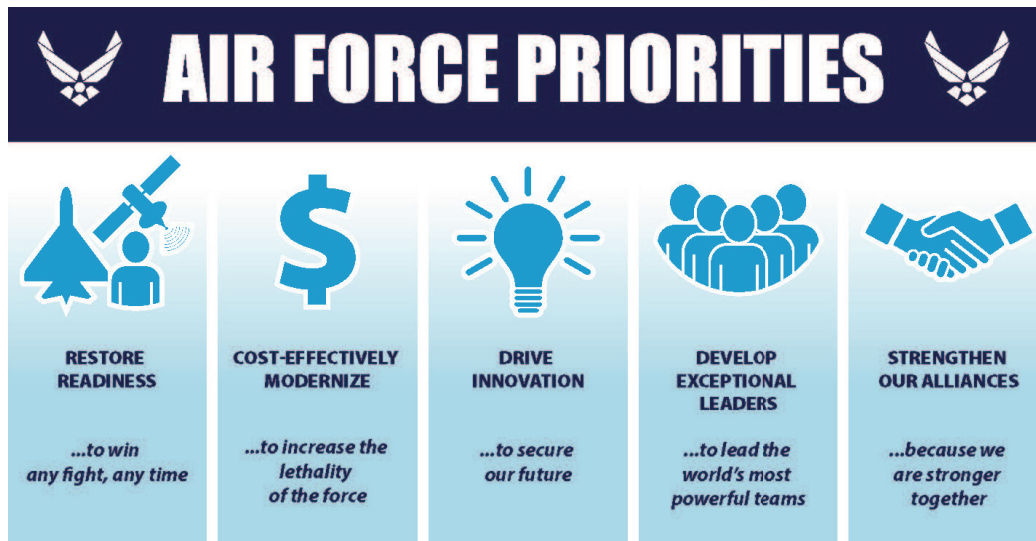 AIR FORCE PRIORITIES
RESTORE
READINESS
...to win
any fight, any time
COST-EFFECTIVELY
MODERNIZE
...to increase the
lethality
of the force
DRIVE
INNOVATION
...to secure
our future
DEVELOP
EXCEPTIONAL
LEADERS
...to lead the
world's most
powerful teams
STRENGTHEN
OUR ALLIANCES
...because we
are stronger
together